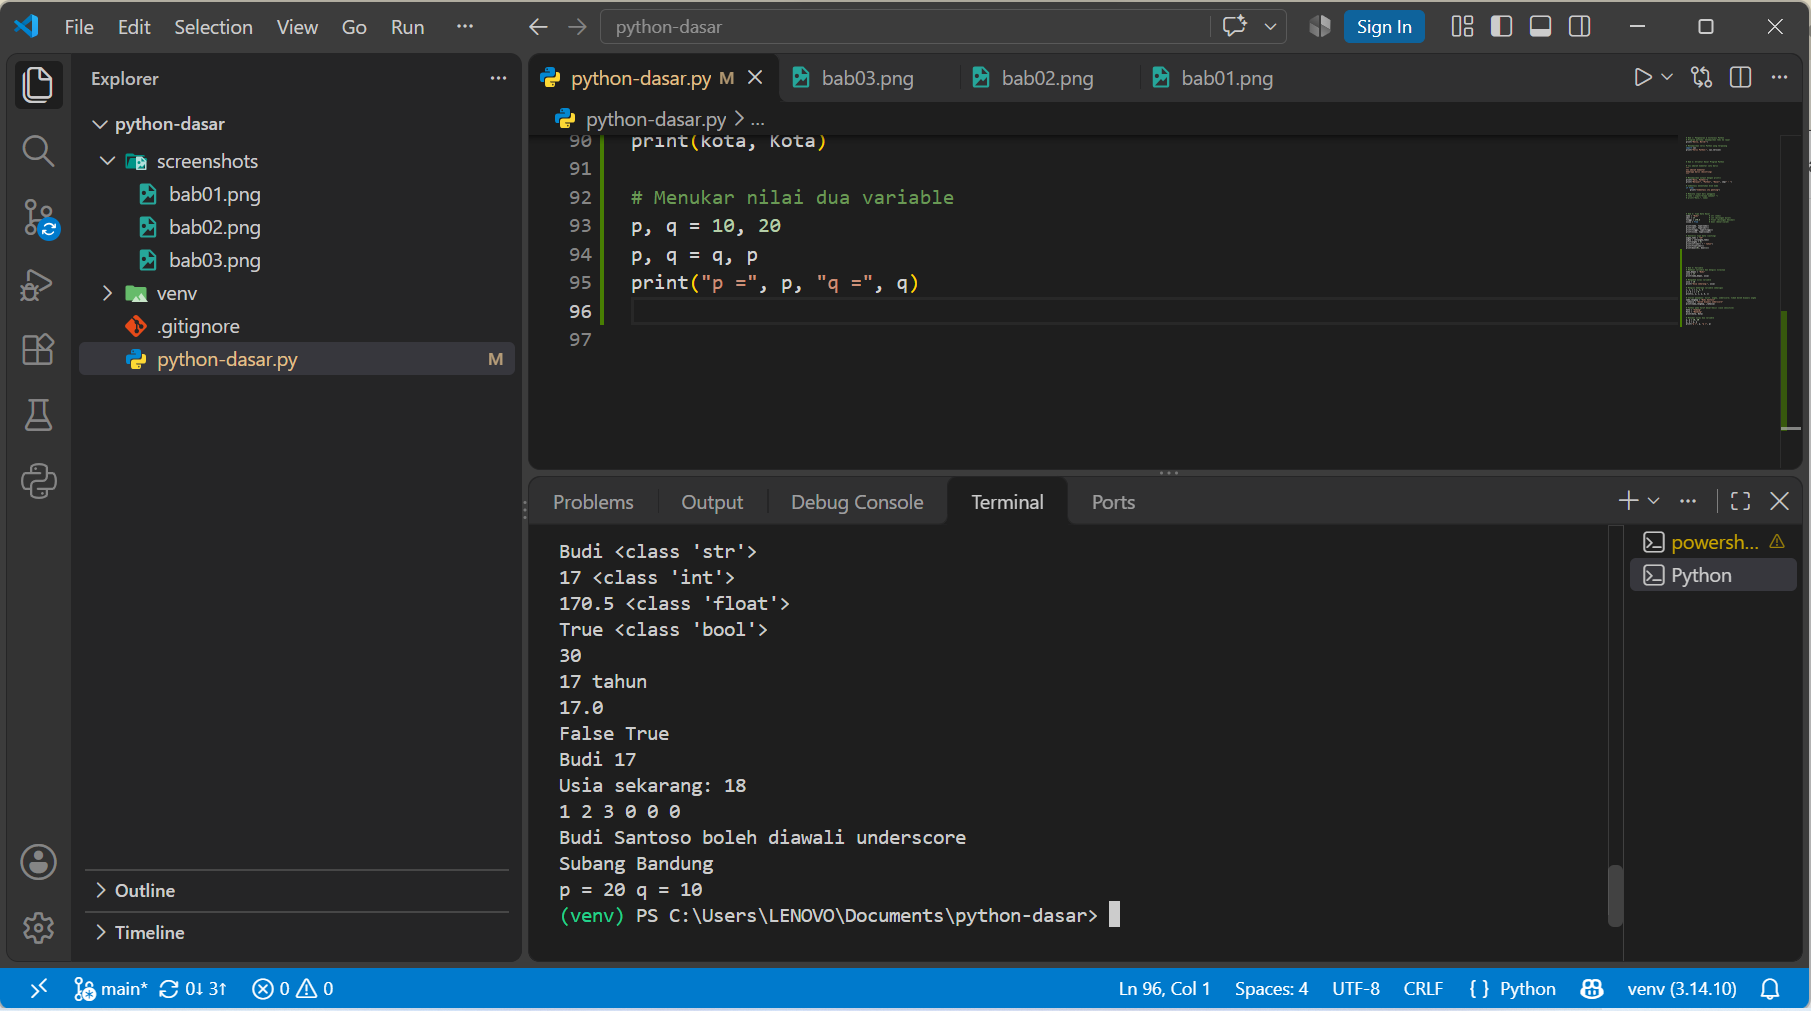 File Edit Selection View Go Run ··· python-dasar Sign In
Explorer ···
python-dasar
screenshots
bab01.png
bab02.png
bab03.png
venv
.gitignore
python-dasar.py M
Outline
Timeline
python-dasar.py M bab03.png bab02.png bab01.png
python-dasar.py > ...
90 print(kota, Kota)
91
92 # Menukar nilai dua variable
93 p, q = 10, 20
94 p, q = q, p
95 print("p =", p, "q =", q)
96
97
Problems Output Debug Console Terminal Ports
Budi <class 'str'>
17 <class 'int'>
170.5 <class 'float'>
True <class 'bool'>
30
17 tahun
17.0
False True
Budi 17
Usia sekarang: 18
1 2 3 0 0 0
Budi Santoso boleh diawali underscore
Subang Bandung
p = 20 q = 10
(venv) PS C:\Users\LENOVO\Documents\python-dasar>
powersh...
Python
main* 0↓ 3↑ 0 0 Ln 96, Col 1 Spaces: 4 UTF-8 CRLF { } Python venv (3.14.10)